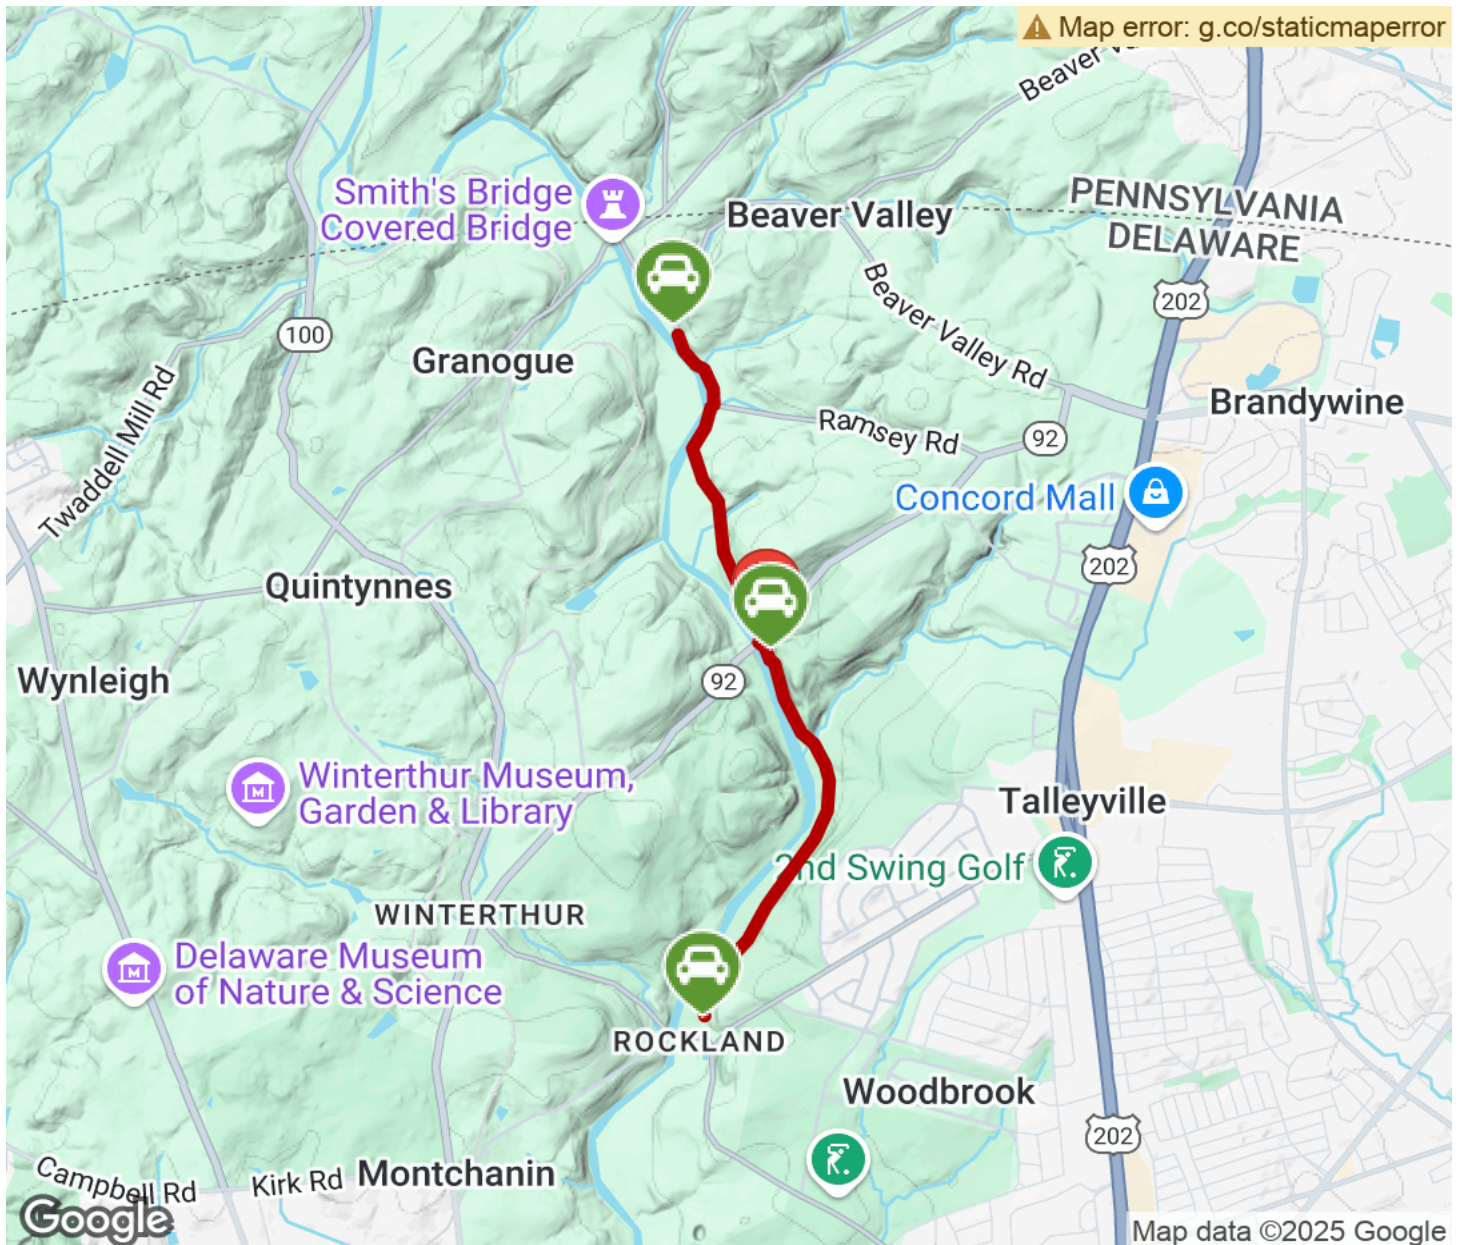 Map error: g.co/staticmaperror
Smith's Bridge
Covered Bridge
Beaver Valley
PENNSYLVANIA
DELAWARE
202
100
Granogue
Beaver Valley Rd
Brandywine
Twaddell Mill Rd
Ramsey Rd
92
Concord Mall
202
Quintynnes
Wynleigh
92
Winterthur Museum,
Garden & Library
Talleyville
2nd Swing Golf
WINTERTHUR
Delaware Museum
of Nature & Science
ROCKLAND
Woodbrook
202
Campbell Rd
Kirk Rd
Montchanin
Google
Map data ©2025 Google
Beaver